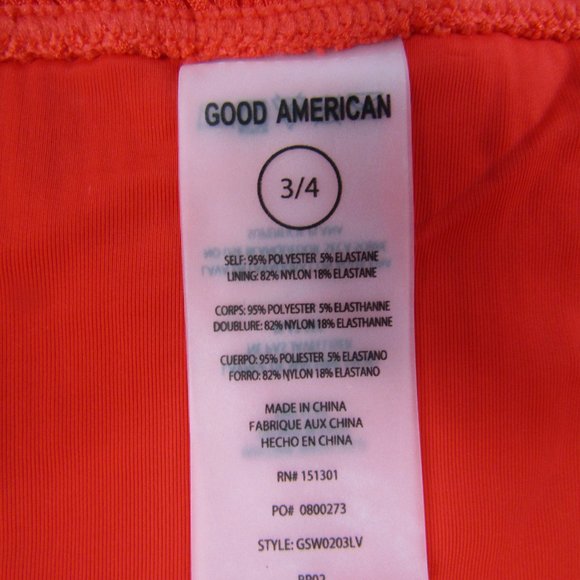 GOOD AMERICAN
3/4
SELF: 95% POLYESTER 5% ELASTANE
LINING: 82% NYLON 18% ELASTANE
CORPS: 95% POLYESTER 5% ELASTHANNE
DOUBLURE: 82% NYLON 18% ELASTHANNE
CUERPO: 95% POLIESTER 5% ELASTANO
FORRO: 82% NYLON 18% ELASTANO
MADE IN CHINA
FABRIQUE AUX CHINA
HECHO EN CHINA
RN# 151301
PO# 0800273
STYLE: GSW0203LV